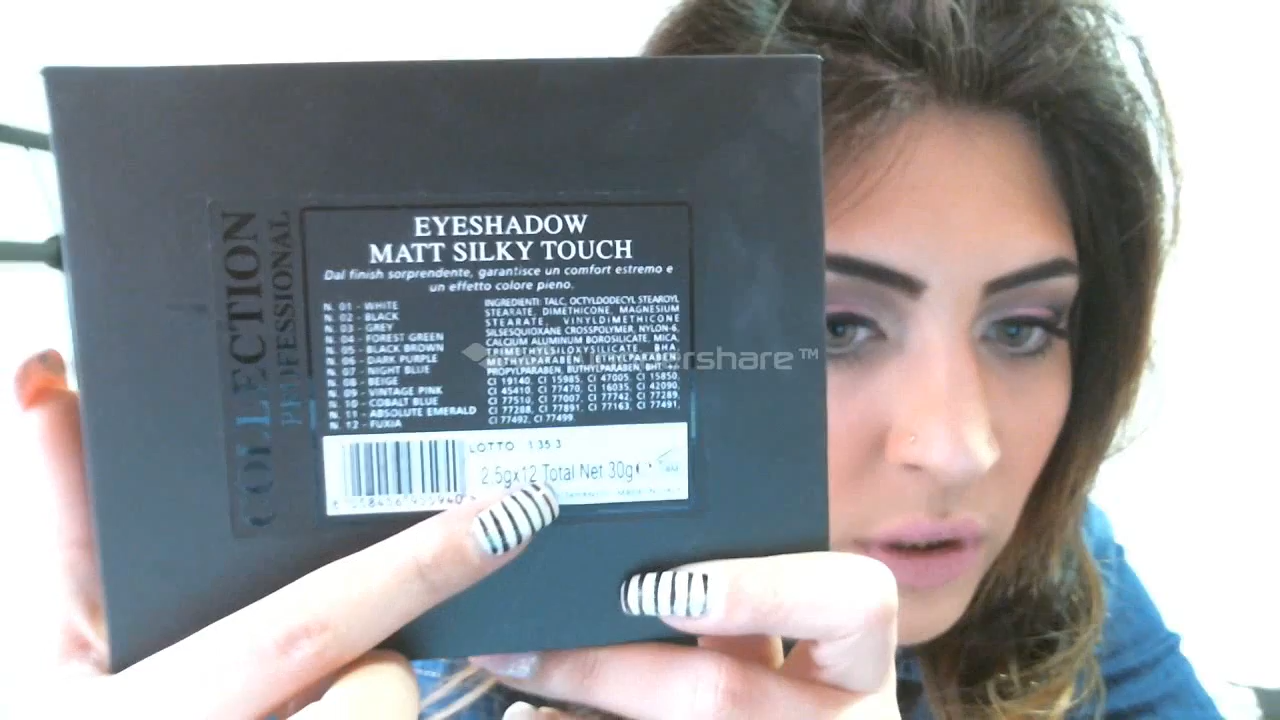 COLLECTION
PROFESSIONAL
EYESHADOW
MATT SILKY TOUCH
Dal finish sorprendente, garantisce un comfort estremo e
un effetto colore pieno.
N. 01 - WHITE
N. 02 - BLACK
N. 03 - GREY
N. 04 - FOREST GREEN
N. 05 - BLACK BROWN
N. 06 - DARK PURPLE
N. 07 - NIGHT BLUE
N. 08 - BEIGE
N. 09 - VINTAGE PINK
N. 10 - COBALT BLUE
N. 11 - ABSOLUTE EMERALD
N. 12 - FUXIA
INGREDIENTI: TALC, OCTYLDODECYL STEAROYL
STEARATE, DIMETHICONE, MAGNESIUM
STEARATE, VINYLDIMETHICONE
SILSESQUIOXANE CROSSPOLYMER, NYLON-6,
CALCIUM ALUMINUM BOROSILICATE, MICA,
TRIMETHYLSILOXYSILICATE, BHA,
METHYLPARABEN, ETHYLPARABEN,
PROPYLPARABEN, BUTHYLPARABEN, BHT,
CI 19140, CI 15985, CI 47005, CI 15850,
CI 45410, CI 77470, CI 16035, CI 42090,
CI 77510, CI 77007, CI 77742, CI 77289,
CI 77288, CI 77891, CI 77163, CI 77491,
CI 77492, CI 77499.
LOTTO
2.5gx12 Total Net 30g